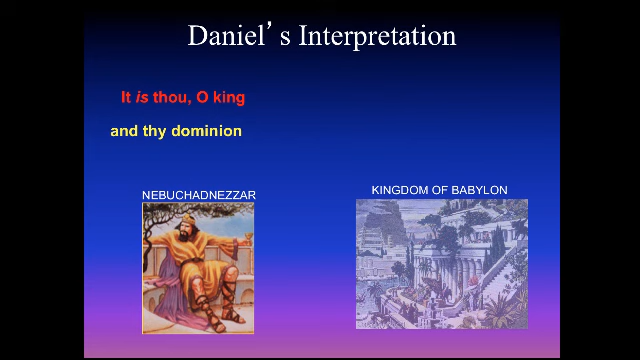 Daniel's Interpretation
It is thou, O king
and thy dominion
NEBUCHADNEZZAR
KINGDOM OF BABYLON